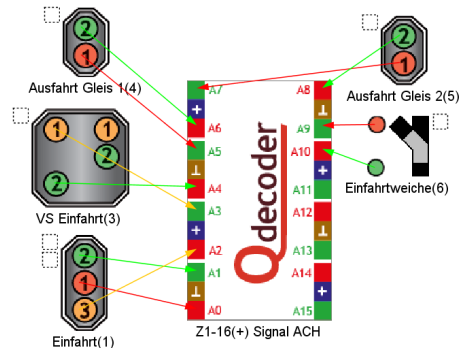 2
1
Ausfahrt Gleis 1(4)
2
1
Ausfahrt Gleis 2(5)
1
1
2
2
VS Einfahrt(3)
2
1
3
Einfahrt(1)
Einfahrtweiche(6)
A7
+
A6
A5
⊥
A4
A3
+
A2
A1
⊥
A0
Qdecoder
A8
⊥
A9
A10
+
A11
A12
⊥
A13
A14
+
A15
Z1-16(+) Signal ACH